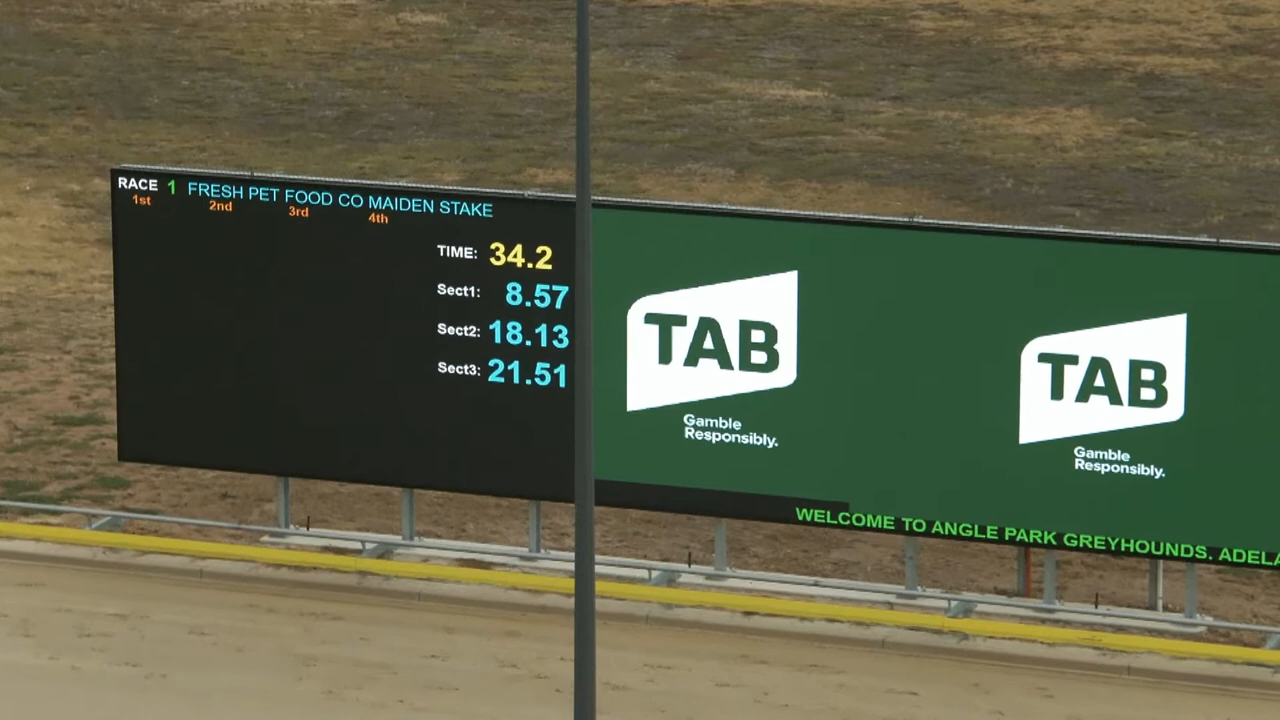 RACE 1 FRESH PET FOOD CO MAIDEN STAKE
1st 2nd 3rd 4th
TIME: 34.2
Sect1: 8.57
Sect2: 18.13
Sect3: 21.51
TAB
Gamble
Responsibly.
TAB
Gamble
Responsibly.
WELCOME TO ANGLE PARK GREYHOUNDS. ADELA